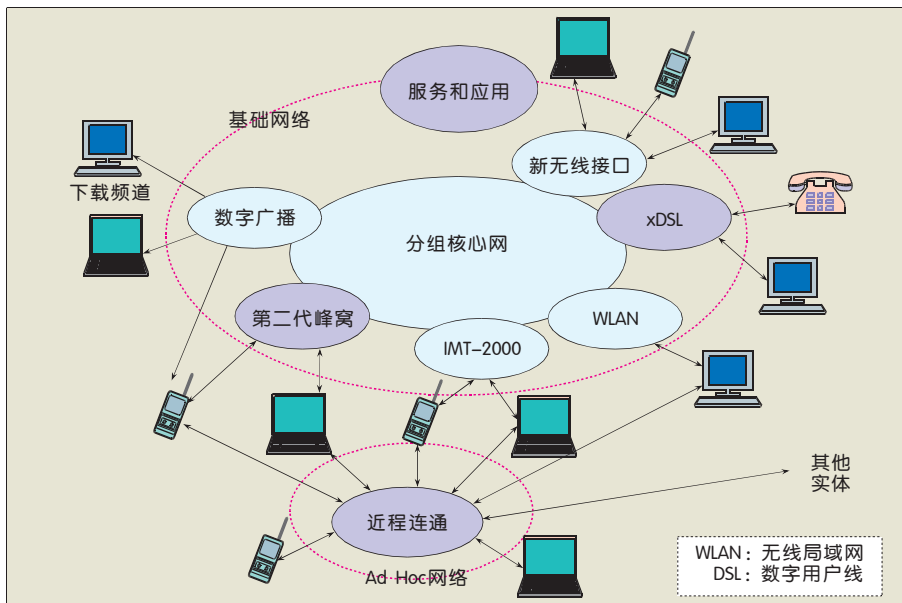 服务和应用
基础网络
新无线接口
下载频道
数字广播
xDSL
分组核心网
第二代峰窝
WLAN
IMT-2000
其他
实体
近程连通
Ad Hoc网络
WLAN：无线局域网
DSL：数字用户线